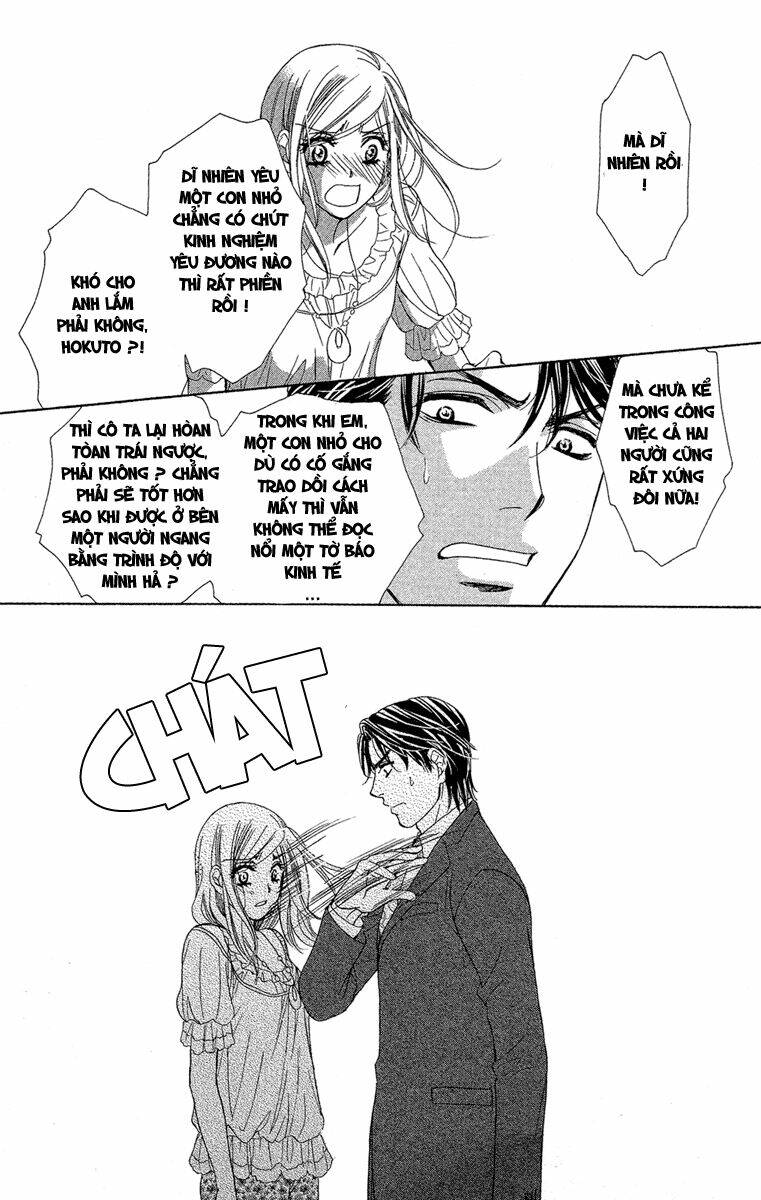 MÀ DĨ
NHIÊN RỒI
!
DĨ NHIÊN YÊU
MỘT CON NHỎ
CHẲNG CÓ CHÚT
KINH NGHIỆM
YÊU ĐƯƠNG NÀO
THÌ RẤT PHIỀN
RỒI !
KHÓ CHO
ANH LẮM
PHẢI KHÔNG,
HOKUTO ?!
MÀ CHƯA KỂ
TRONG CÔNG
VIỆC CẢ HAI
NGƯỜI CŨNG
RẤT XỨNG
ĐÔI NỮA!
TRONG KHI EM,
MỘT CON NHỎ CHO
DÙ CÓ CỐ GẮNG
TRAO DỒI CÁCH
MẤY THÌ VẪN
KHÔNG THỂ ĐỌC
NỔI MỘT TỜ BÁO
KINH TẾ
...
THÌ CÔ TA LẠI HÒAN
TÒAN TRÁI NGƯỢC,
PHẢI KHÔNG ? CHẲNG
PHẢI SẼ TỐT HƠN
SAO KHI ĐƯỢC Ở BÊN
MỘT NGƯỜI NGANG
BẰNG TRÌNH ĐỘ VỚI
MÌNH HẢ ?
CHÁT